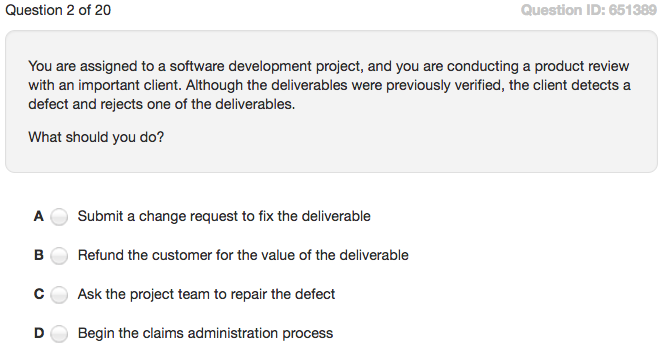 Question 2 of 20 Question ID: 651389
You are assigned to a software development project, and you are conducting a product review
with an important client. Although the deliverables were previously verified, the client detects a
defect and rejects one of the deliverables.
What should you do?
A Submit a change request to fix the deliverable
B Refund the customer for the value of the deliverable
C Ask the project team to repair the defect
D Begin the claims administration process